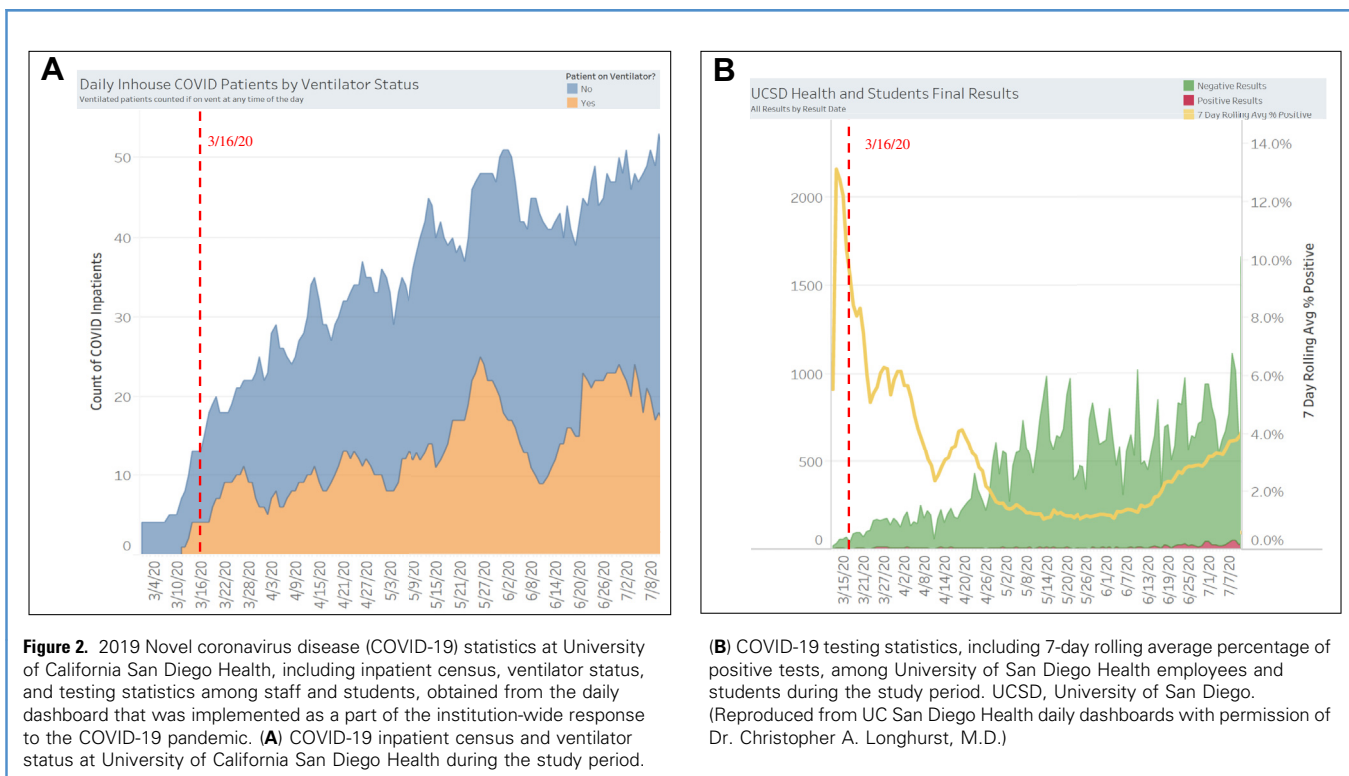 A
Daily Inhouse COVID Patients by Ventilator Status
Ventilated patients counted if on vent at any time of the day
Patient on Ventilator?
No
Yes
3/16/20
Count of COVID Inpatients
50
40
30
20
10
0
3/4/20
3/10/20
3/16/20
3/22/20
3/28/20
4/3/20
4/9/20
4/15/20
4/21/20
4/27/20
5/3/20
5/9/20
5/15/20
5/21/20
5/27/20
6/2/20
6/8/20
6/14/20
6/20/20
6/26/20
7/2/20
7/8/20
B
UCSD Health and Students Final Results
All Results by Result Date
Negative Results
Positive Results
7 Day Rolling Avg % Positive
3/16/20
2000
1500
1000
500
0
14.0%
12.0%
10.0%
8.0%
6.0%
4.0%
2.0%
0.0%
7 Day Rolling Avg % Positive
3/15/20
3/21/20
3/27/20
4/2/20
4/8/20
4/14/20
4/20/20
4/26/20
5/2/20
5/8/20
5/14/20
5/20/20
5/26/20
6/1/20
6/7/20
6/13/20
6/19/20
6/25/20
7/1/20
7/7/20
Figure 2. 2019 Novel coronavirus disease (COVID-19) statistics at University
of California San Diego Health, including inpatient census, ventilator status,
and testing statistics among staff and students, obtained from the daily
dashboard that was implemented as a part of the institution-wide response
to the COVID-19 pandemic. (A) COVID-19 inpatient census and ventilator
status at University of California San Diego Health during the study period.
(B) COVID-19 testing statistics, including 7-day rolling average percentage of
positive tests, among University of San Diego Health employees and
students during the study period. UCSD, University of San Diego.
(Reproduced from UC San Diego Health daily dashboards with permission of
Dr. Christopher A. Longhurst, M.D.)